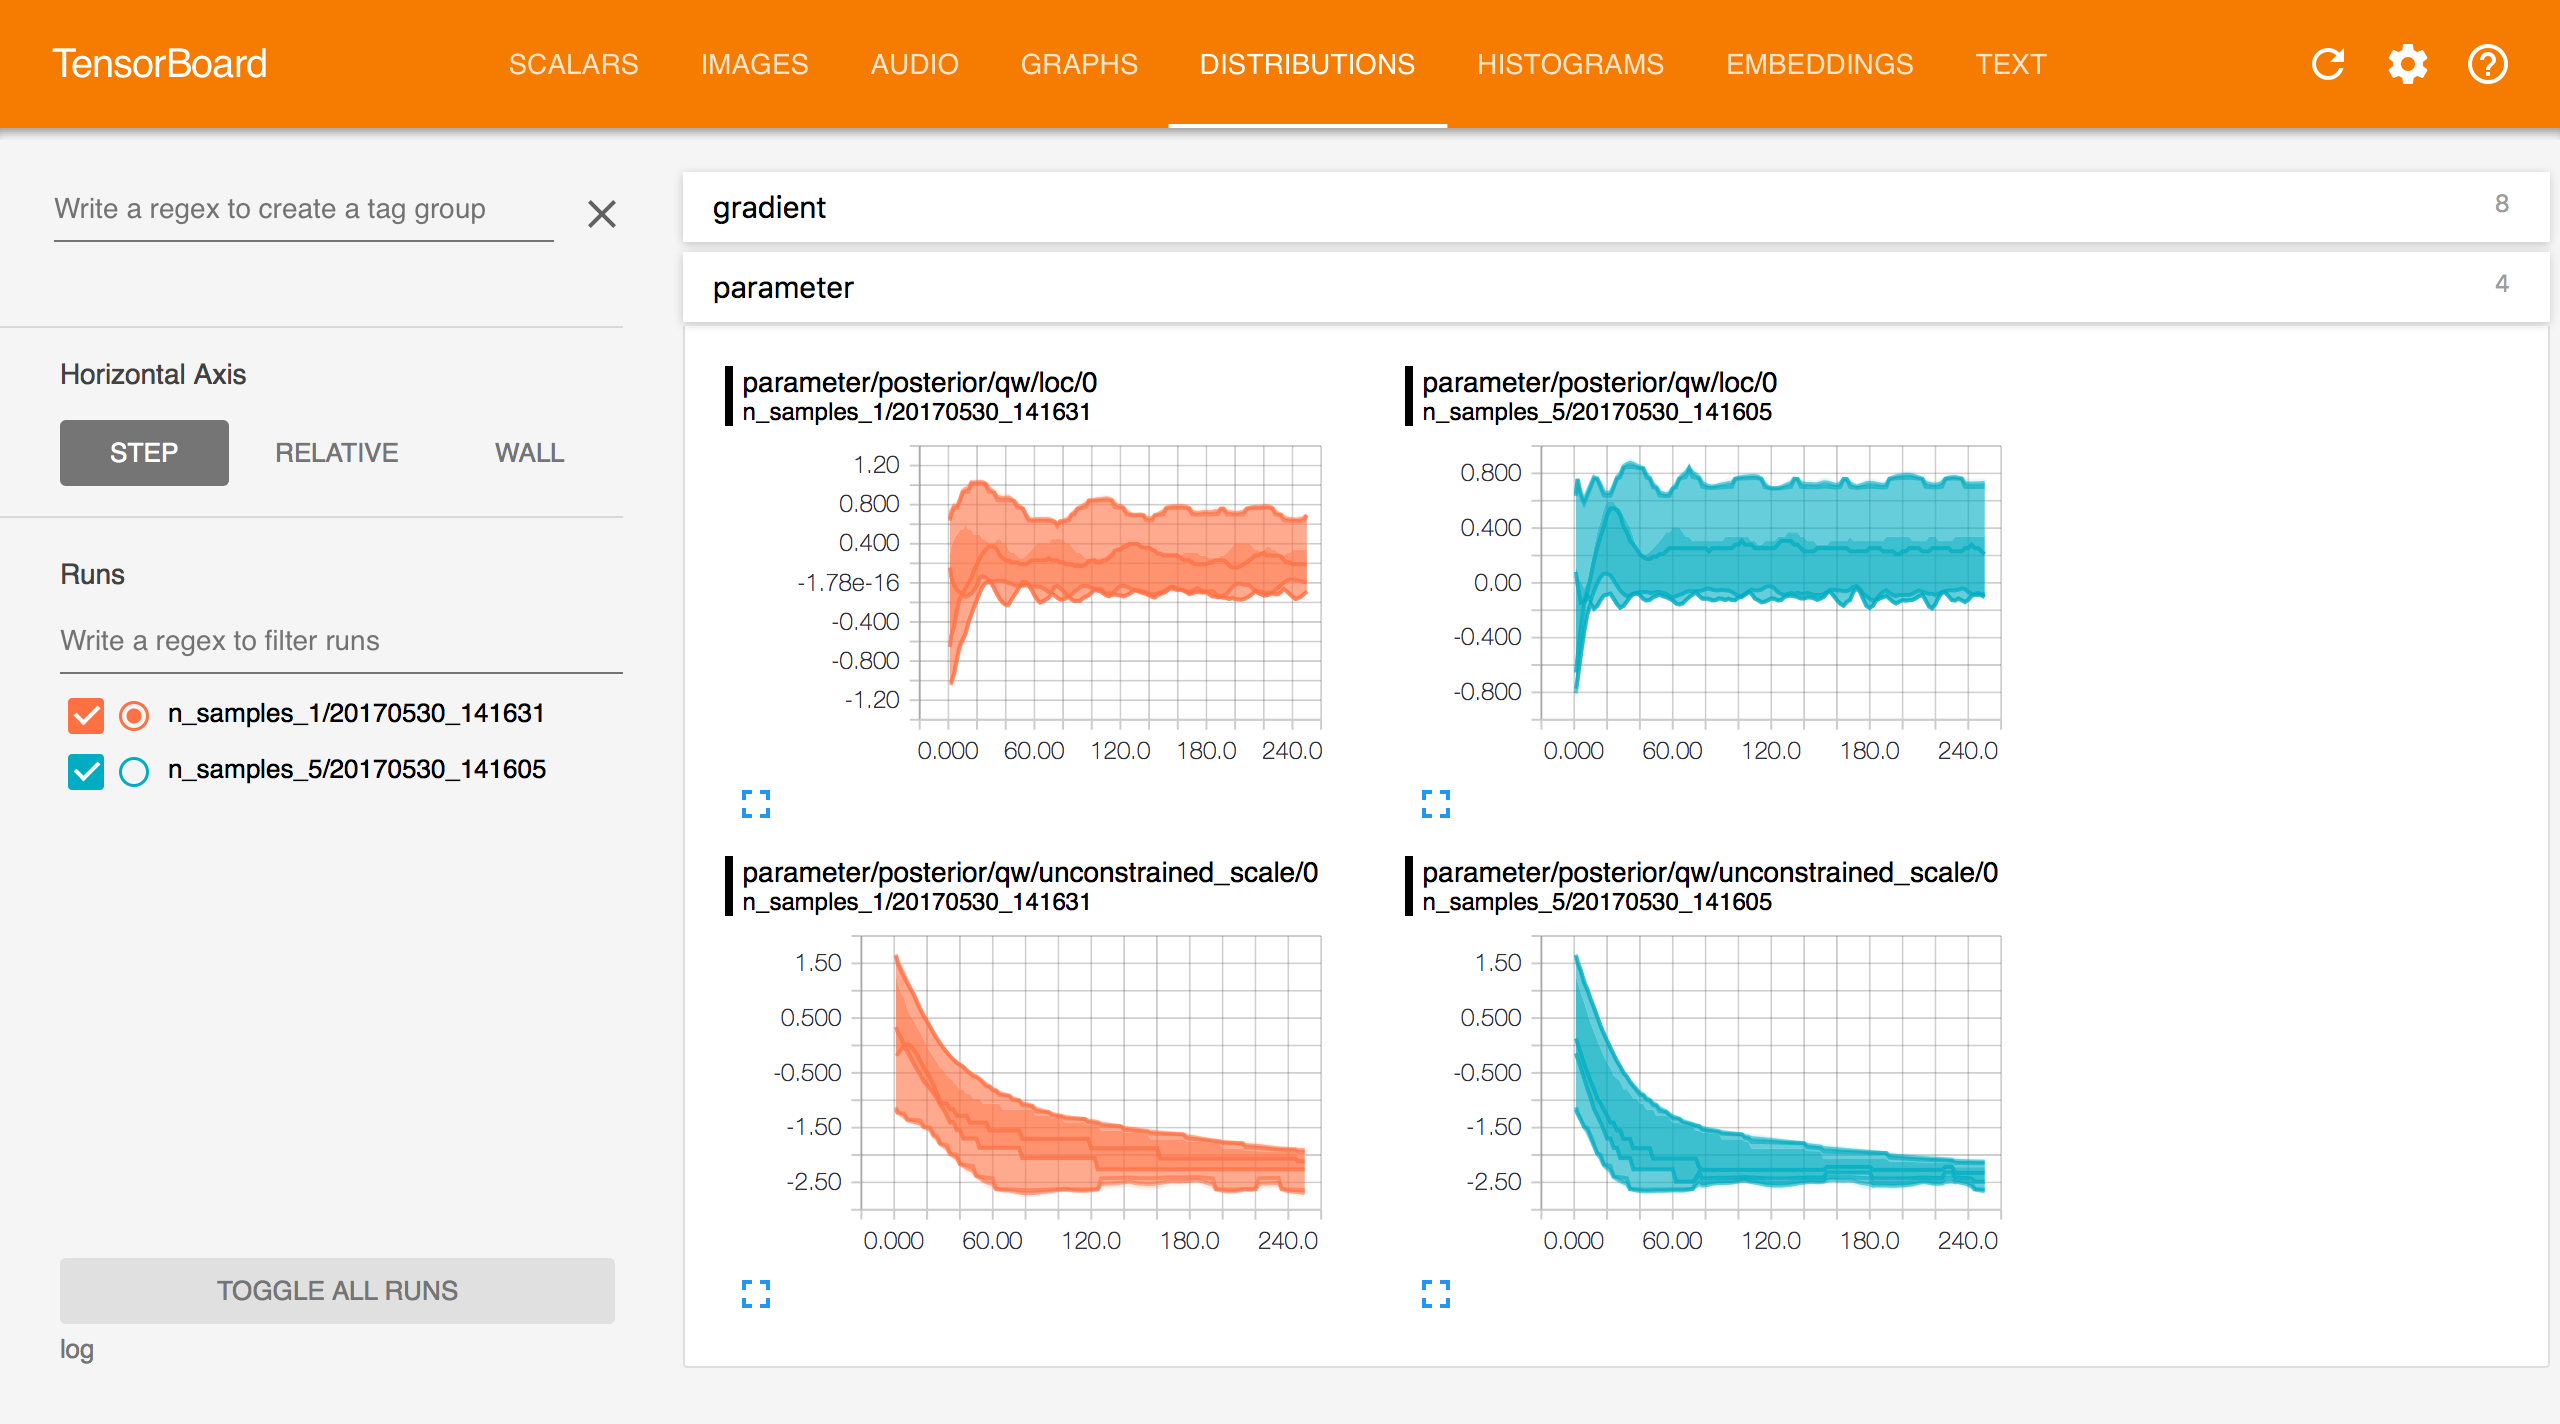 TensorBoard
SCALARS IMAGES AUDIO GRAPHS DISTRIBUTIONS HISTOGRAMS EMBEDDINGS TEXT
Write a regex to create a tag group
Horizontal Axis
STEP RELATIVE WALL
Runs
Write a regex to filter runs
n_samples_1/20170530_141631
n_samples_5/20170530_141605
TOGGLE ALL RUNS
log
gradient 8
parameter 4
parameter/posterior/qw/loc/0
n_samples_1/20170530_141631
1.20
0.800
0.400
-1.78e-16
-0.400
-0.800
-1.20
0.000 60.00 120.0 180.0 240.0
parameter/posterior/qw/loc/0
n_samples_5/20170530_141605
0.800
0.400
0.00
-0.400
-0.800
0.000 60.00 120.0 180.0 240.0
parameter/posterior/qw/unconstrained_scale/0
n_samples_1/20170530_141631
1.50
0.500
-0.500
-1.50
-2.50
0.000 60.00 120.0 180.0 240.0
parameter/posterior/qw/unconstrained_scale/0
n_samples_5/20170530_141605
1.50
0.500
-0.500
-1.50
-2.50
0.000 60.00 120.0 180.0 240.0